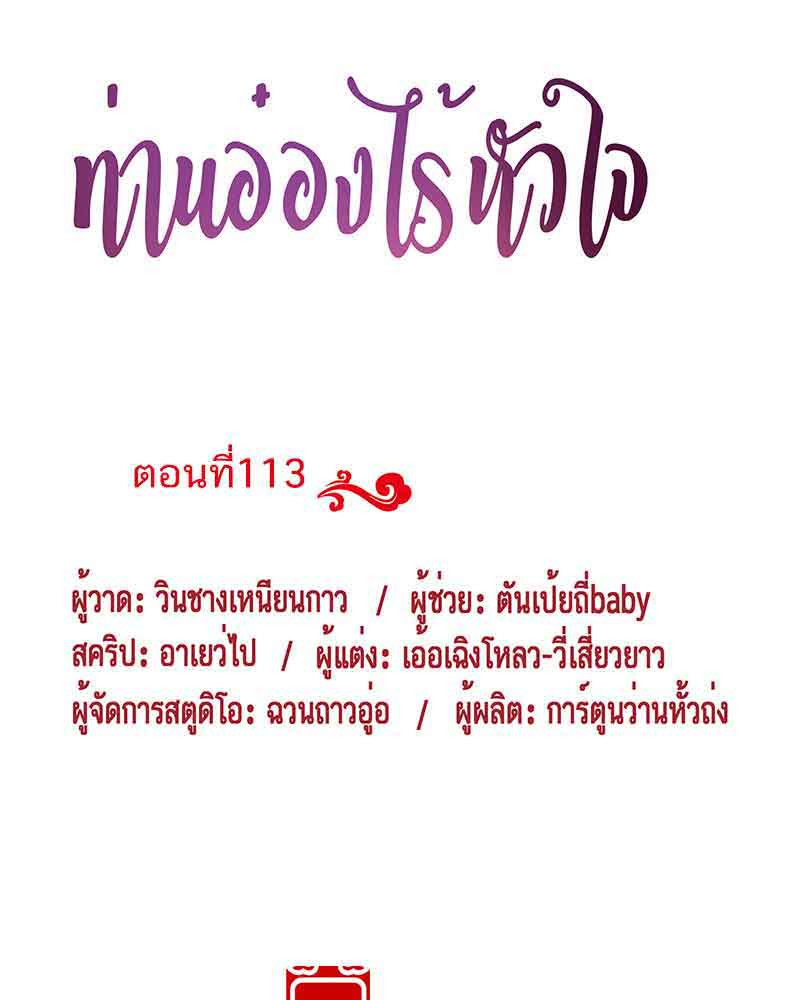 ท่านอ๋องไร้หัวใจ
ตอนที่113
ผู้วาด: วินชางเหนียนกาว / ผู้ช่วย: ตันเป้ยถี่baby
สคริป: อาเยว่ไป / ผู้แต่ง: เอ้อเฉิงโหลว-วี่เสี่ยวยาว
ผู้จัดการสตูดิโอ: ฉวนถาวอู่อ / ผู้ผลิต: การ์ตูนว่านหั้วถ่ง